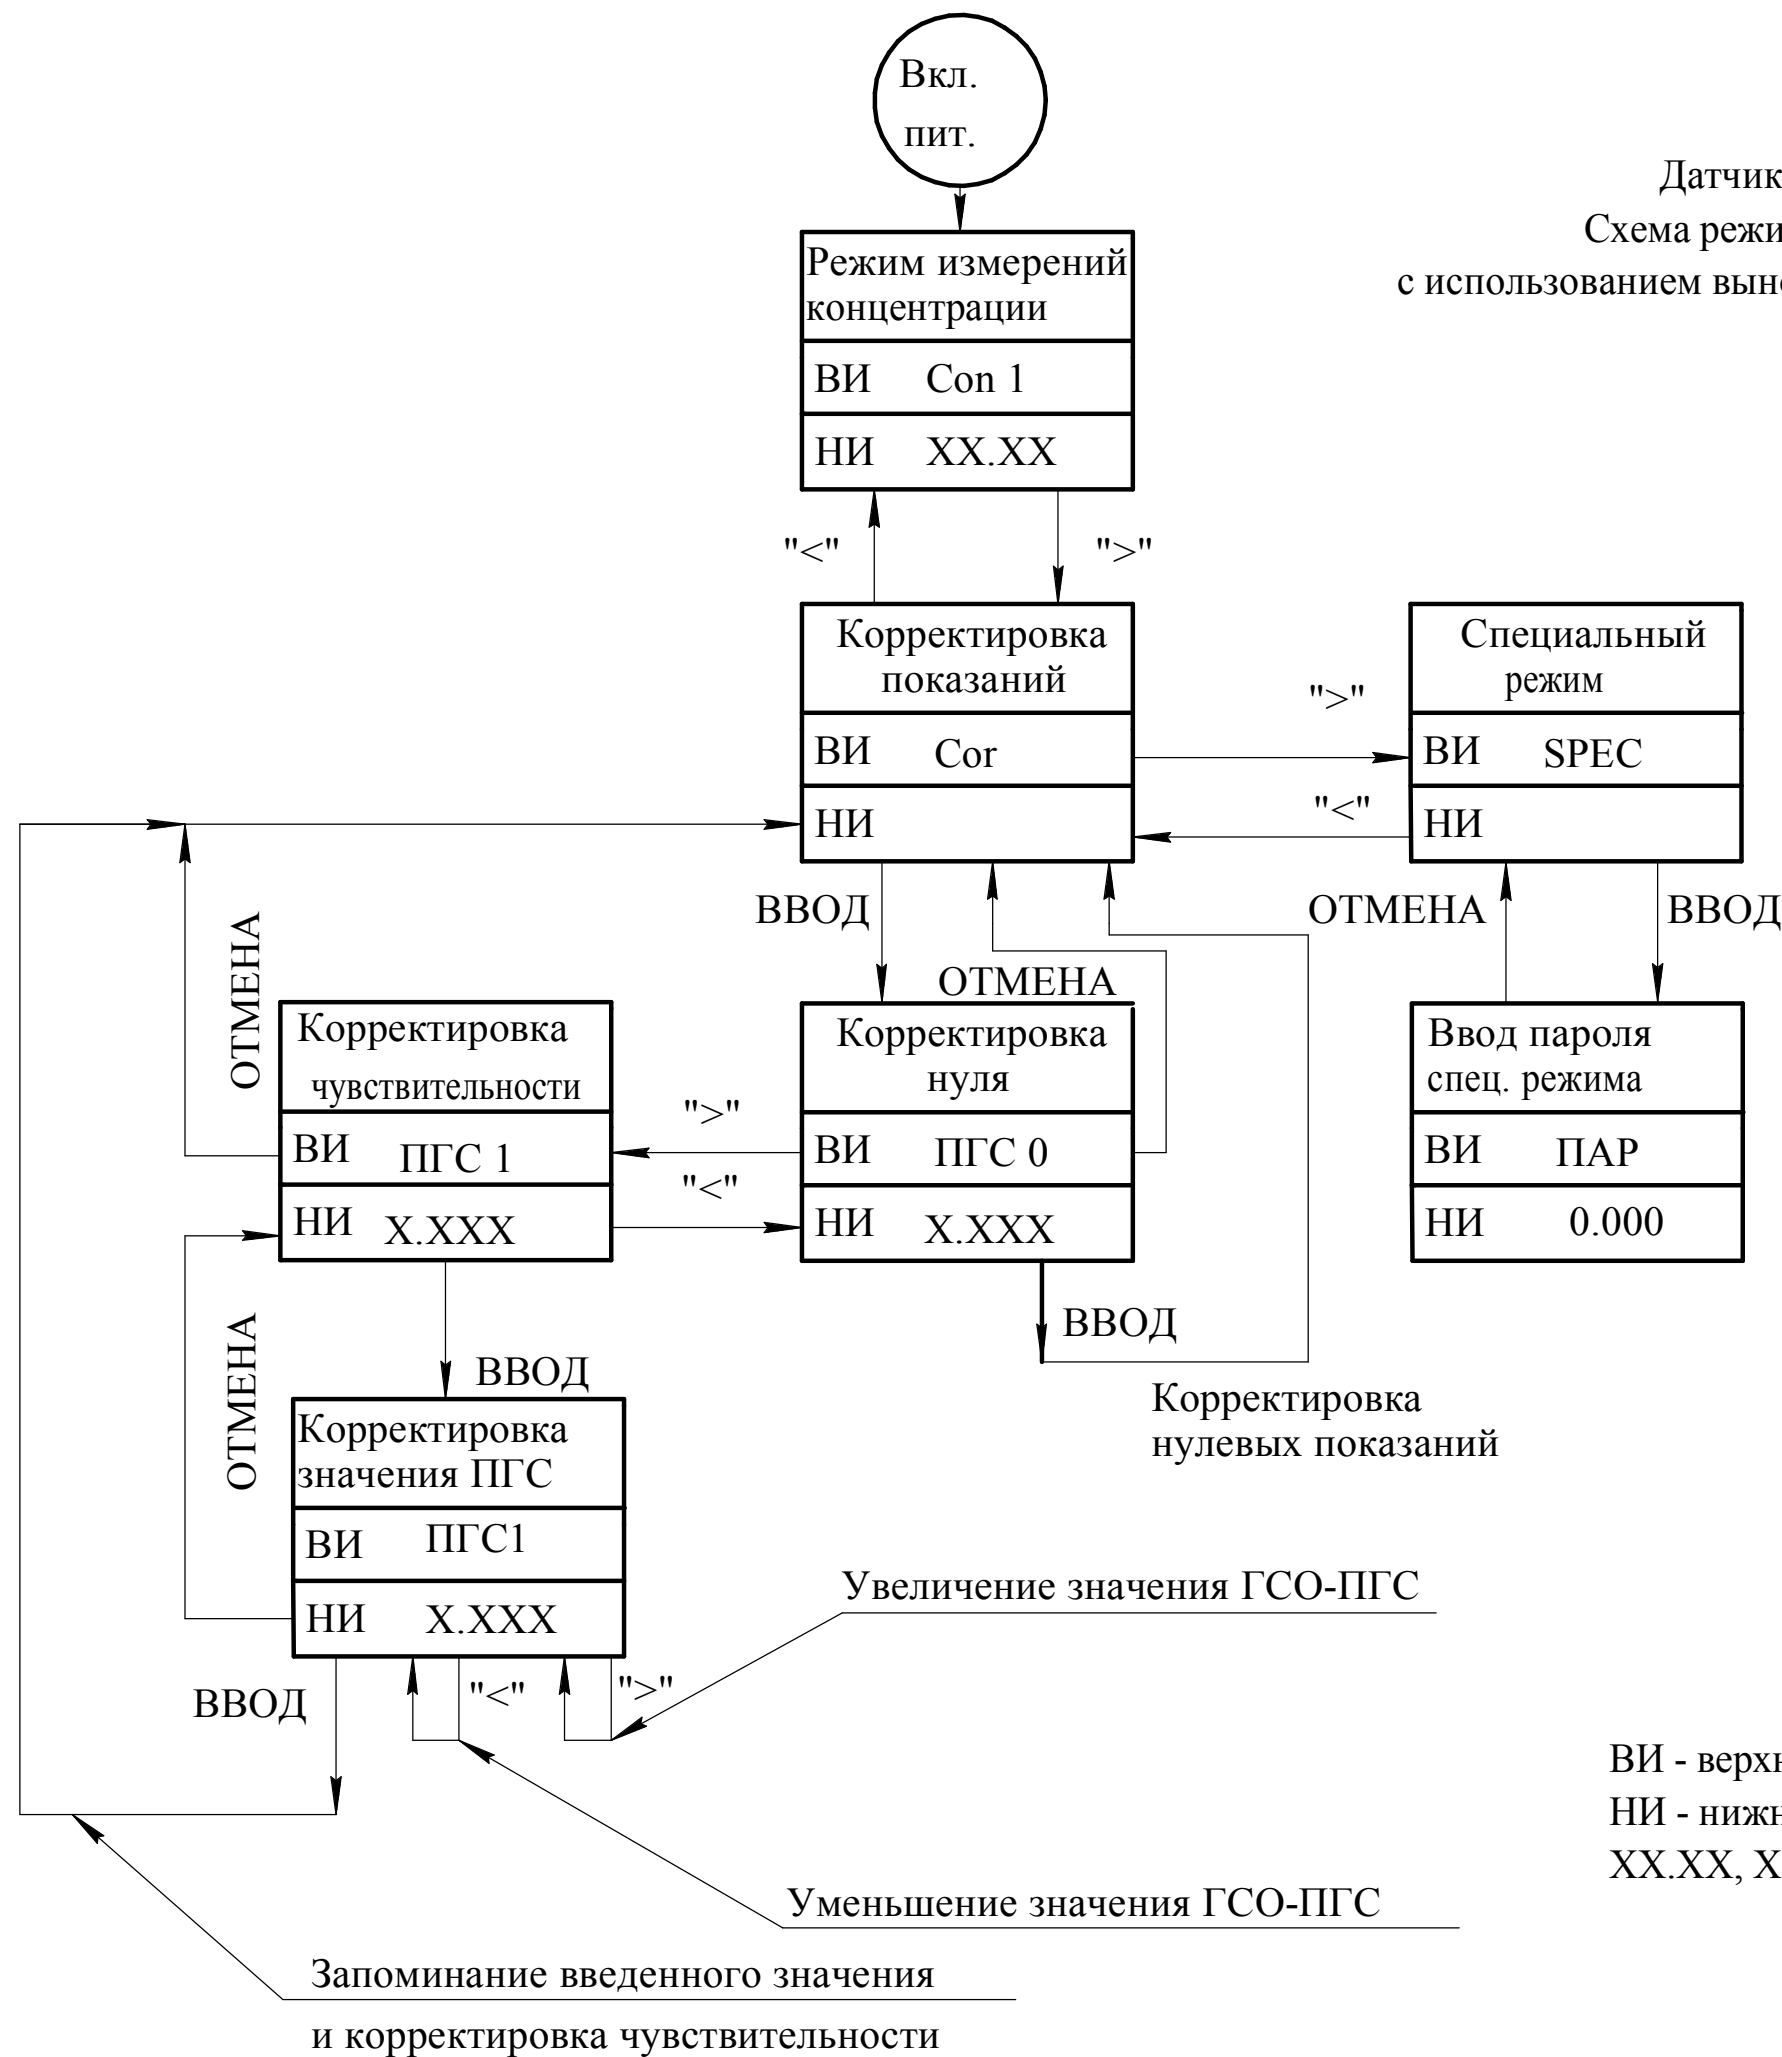 Вкл.
пит.
Датчик
Схема режи
с использованием вын
Режим измерений
концентрации
ВИ Con 1
НИ XX.XX
"<"
">"
Корректировка
показаний
ВИ Cor
НИ
">"
"<"
Специальный
режим
ВИ SPEC
НИ
ВВОД
ОТМЕНА
ОТМЕНА
ВВОД
ОТМЕНА
Корректировка
чувствительности
ВИ ПГС 1
НИ X.XXX
">"
"<"
Корректировка
нуля
ВИ ПГС 0
НИ X.XXX
Ввод пароля
спец. режима
ВИ ПАР
НИ 0.000
ВВОД
Корректировка
нулевых показаний
ОТМЕНА
ВВОД
Корректировка
значения ПГС
ВИ ПГС1
НИ X.XXX
Увеличение значения ГСО-ПГС
ВВОД
"<"
">"
Уменьшение значения ГСО-ПГС
Запоминание введенного значения
и корректировка чувствительности
ВИ - верх
НИ - ниж
XX.XX, X